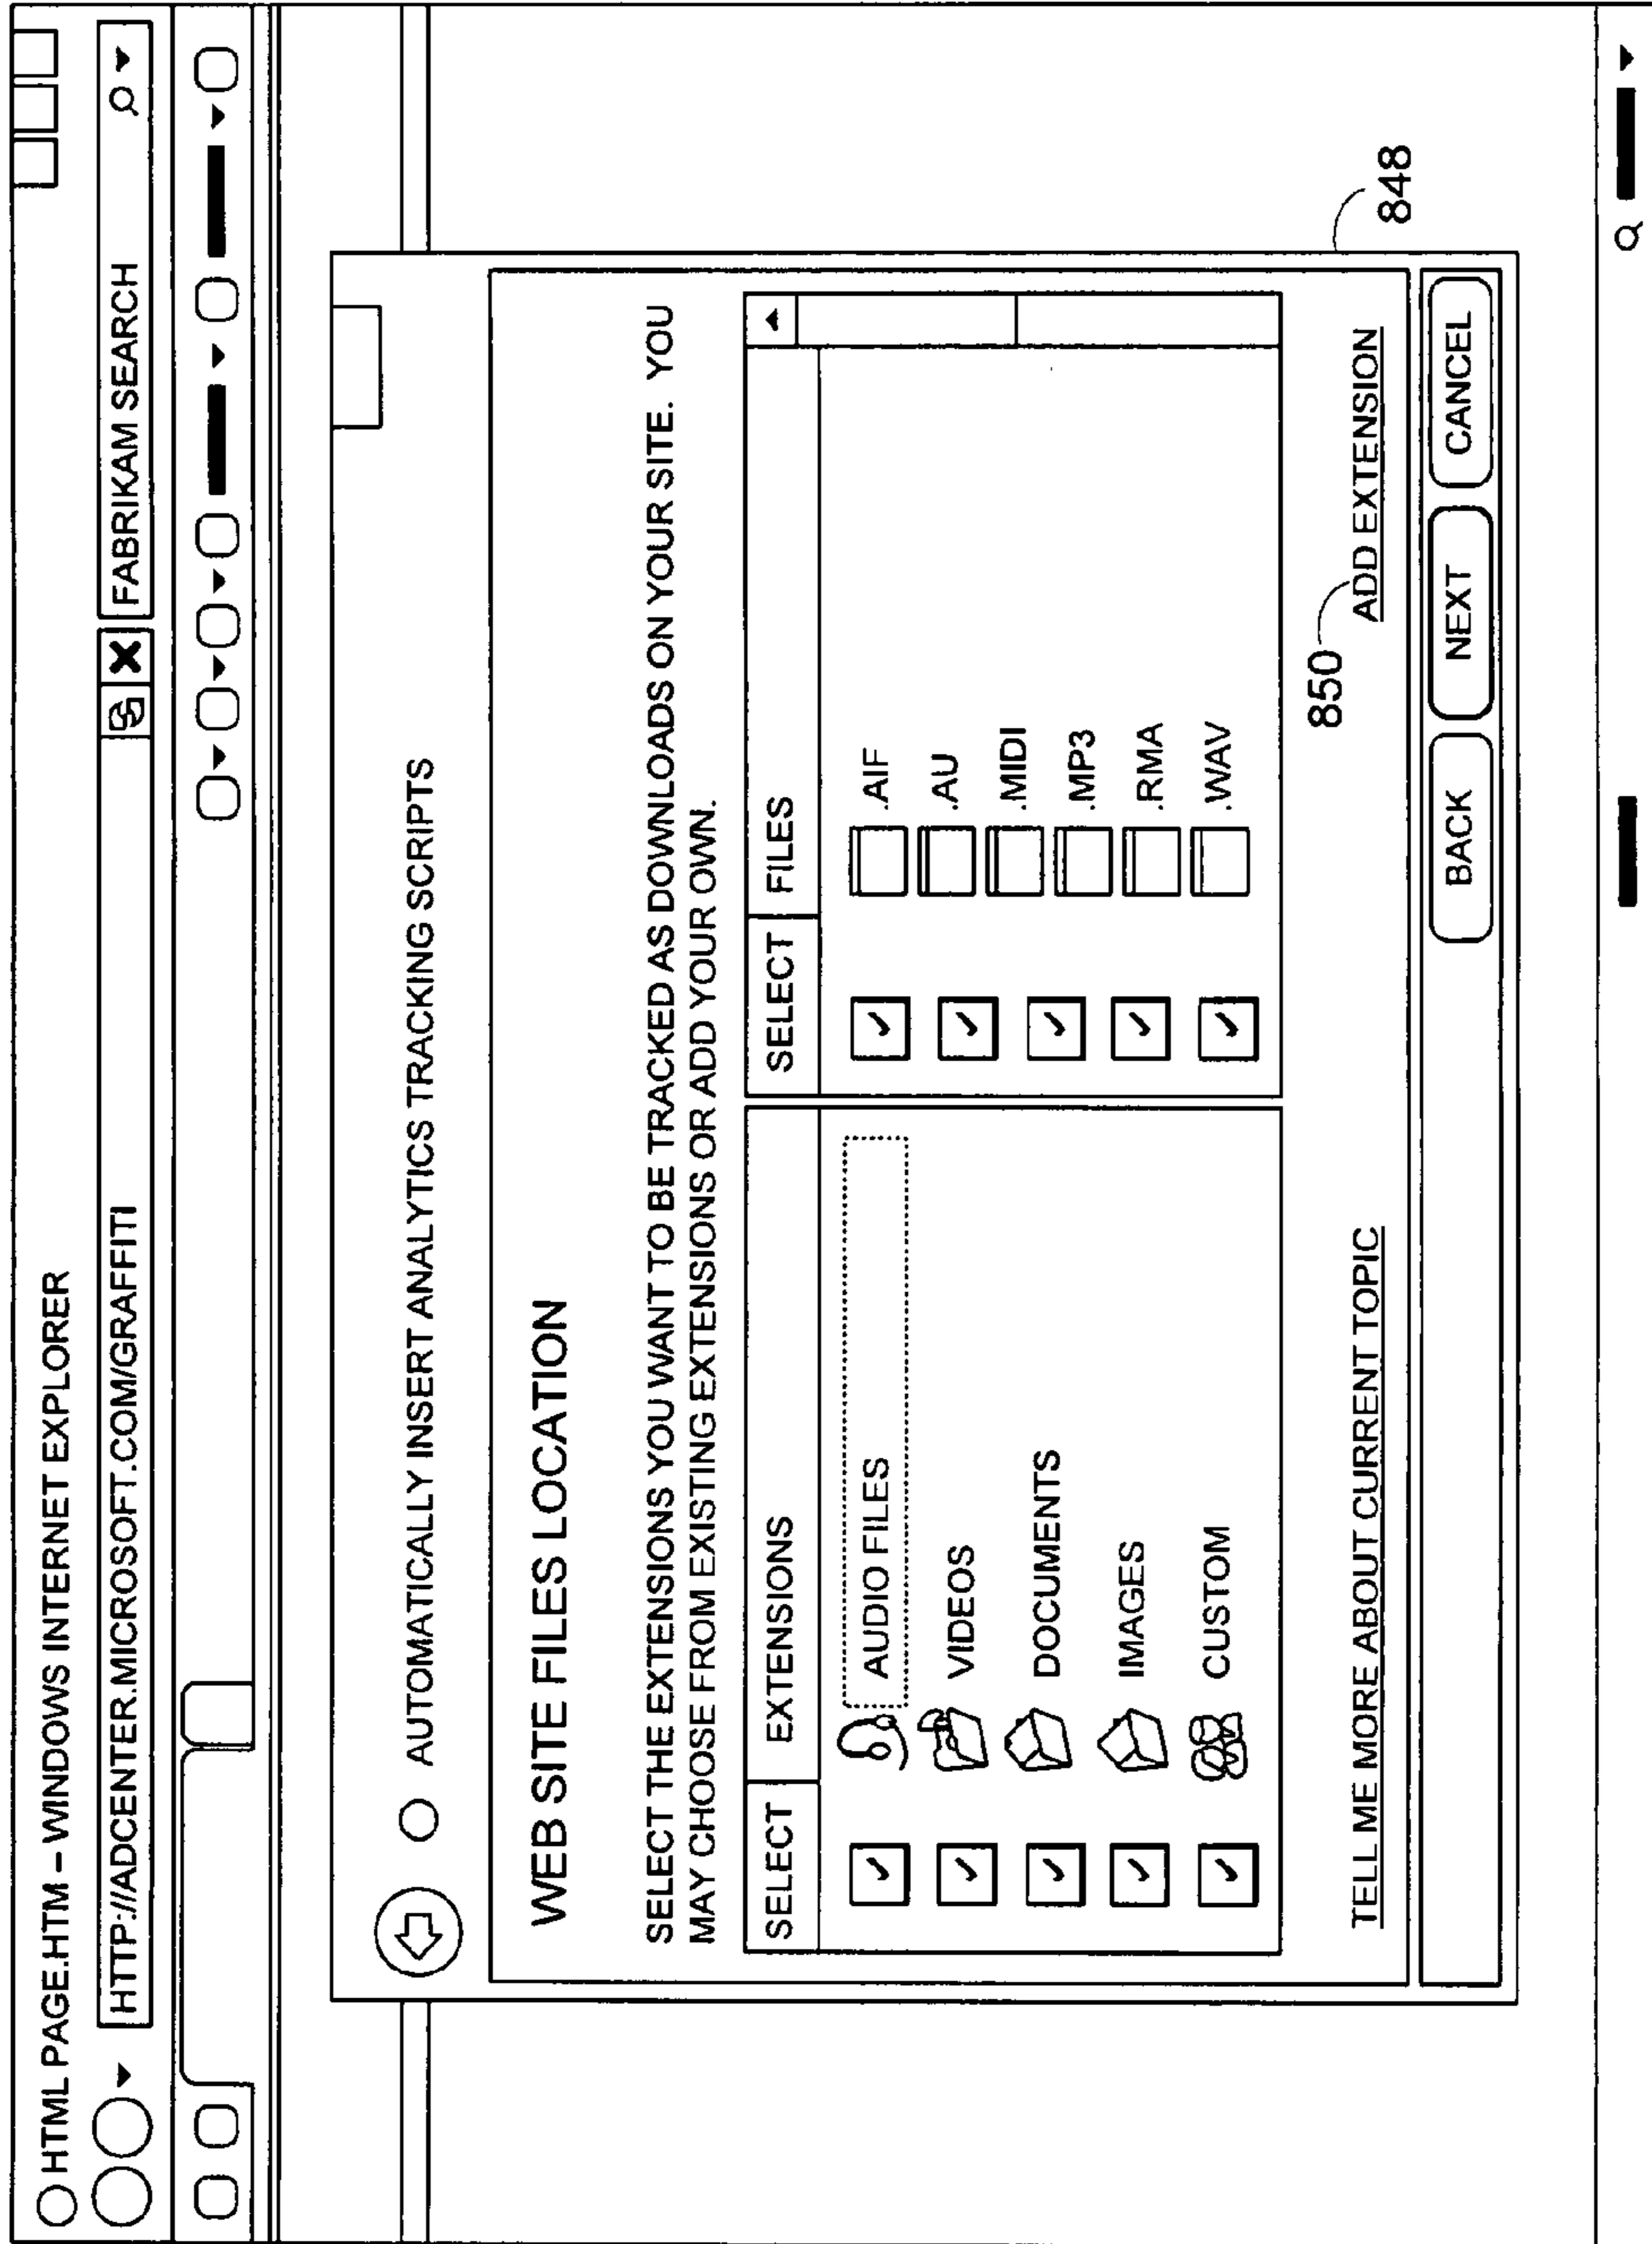 HTML PAGE.HTM – WINDOWS INTERNET EXPLORER
HTTP://ADCENTER.MICROSOFT.COM/GRAFFITI FABRIKAM SEARCH
AUTOMATICALLY INSERT ANALYTICS TRACKING SCRIPTS
WEB SITE FILES LOCATION
SELECT THE EXTENSIONS YOU WANT TO BE TRACKED AS DOWNLOADS ON YOUR SITE. YOU
MAY CHOOSE FROM EXISTING EXTENSIONS OR ADD YOUR OWN.
SELECT EXTENSIONS
AUDIO FILES
VIDEOS
DOCUMENTS
IMAGES
CUSTOM
SELECT FILES
.AIF
.AU
.MIDI
.MP3
.RMA
.WAV
850
TELL ME MORE ABOUT CURRENT TOPIC ADD EXTENSION
848
BACK NEXT CANCEL